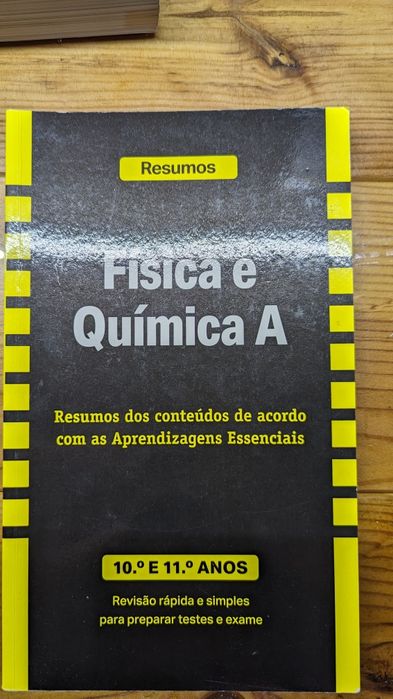 Resumos
Física e
Química A
Resumos dos conteúdos de acordo
com as Aprendizagens Essenciais
10.º E 11.º ANOS
Revisão rápida e simples
para preparar testes e exame